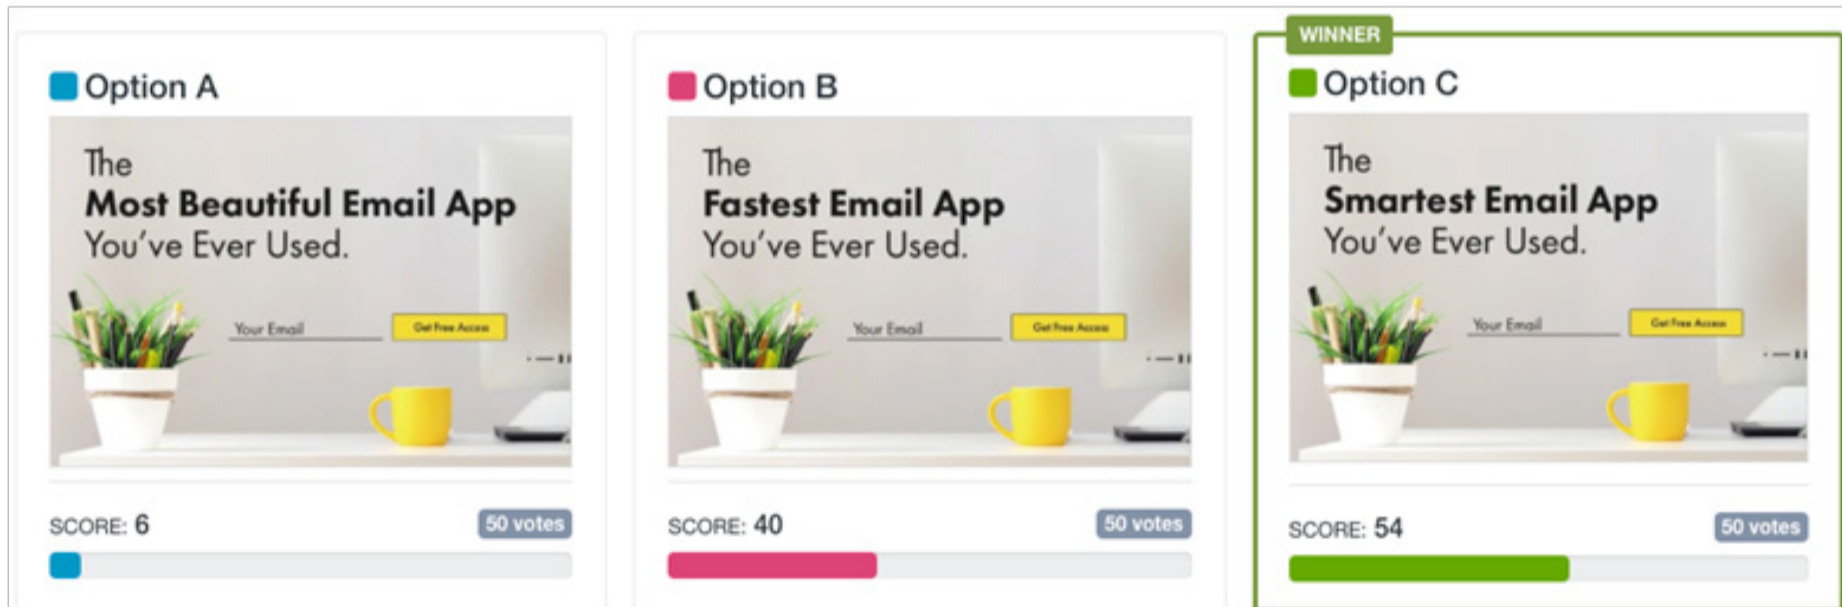 Option A
The
Most Beautiful Email App
You've Ever Used.
Your Email
Get Free Access
SCORE: 6
50 votes
Option B
The
Fastest Email App
You've Ever Used.
Your Email
Get Free Access
SCORE: 40
50 votes
WINNER
Option C
The
Smartest Email App
You've Ever Used.
Your Email
Get Free Access
SCORE: 54
50 votes